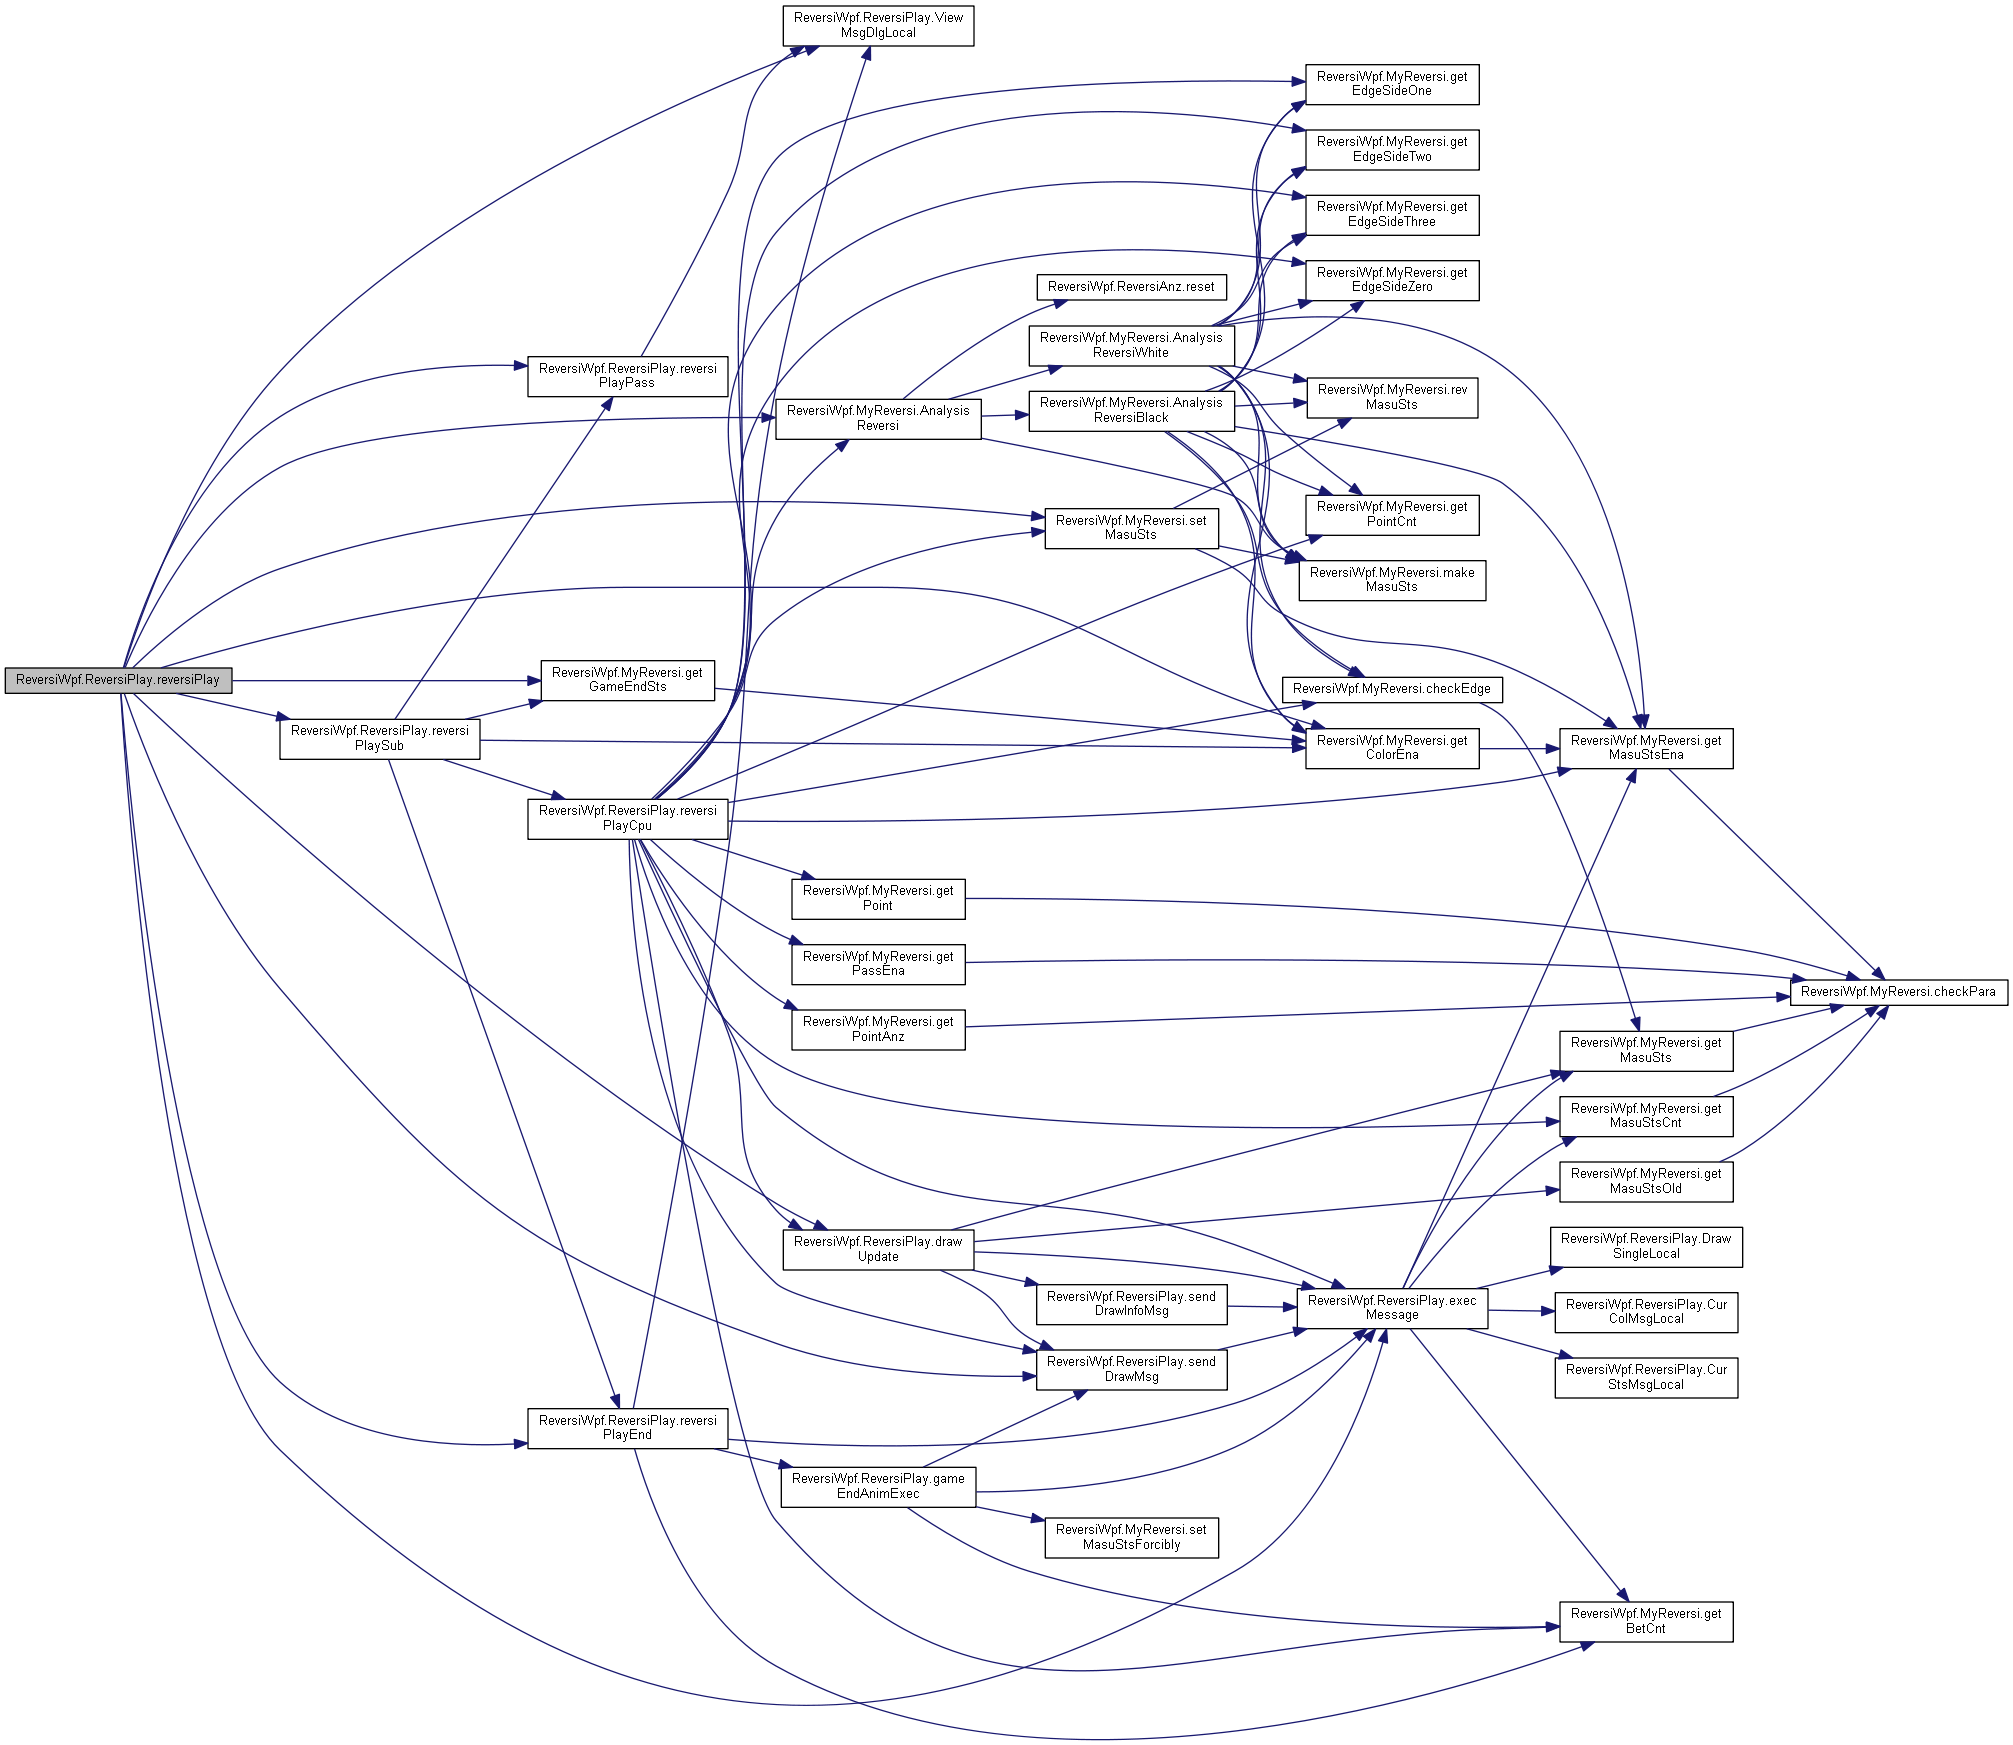 ReversiWpf.ReversiPlay.View
MsgDlgLocal
ReversiWpf.MyReversi.get
EdgeSideOne
ReversiWpf.MyReversi.get
EdgeSideTwo
ReversiWpf.MyReversi.get
EdgeSideThree
ReversiWpf.MyReversi.get
EdgeSideZero
ReversiWpf.ReversiAnz.reset
ReversiWpf.MyReversi.Analysis
ReversiWhite
ReversiWpf.ReversiPlay.reversi
PlayPass
ReversiWpf.MyReversi.rev
MasuSts
ReversiWpf.MyReversi.Analysis
Reversi
ReversiWpf.MyReversi.Analysis
ReversiBlack
ReversiWpf.MyReversi.get
PointCnt
ReversiWpf.MyReversi.set
MasuSts
ReversiWpf.MyReversi.make
MasuSts
ReversiWpf.ReversiPlay.reversiPlay
ReversiWpf.MyReversi.get
GameEndSts
ReversiWpf.MyReversi.checkEdge
ReversiWpf.ReversiPlay.reversi
PlaySub
ReversiWpf.MyReversi.get
ColorEna
ReversiWpf.MyReversi.get
MasuStsEna
ReversiWpf.ReversiPlay.reversi
PlayCpu
ReversiWpf.MyReversi.get
Point
ReversiWpf.MyReversi.get
PassEna
ReversiWpf.MyReversi.checkPara
ReversiWpf.MyReversi.get
PointAnz
ReversiWpf.MyReversi.get
MasuSts
ReversiWpf.MyReversi.get
MasuStsCnt
ReversiWpf.MyReversi.get
MasuStsOld
ReversiWpf.ReversiPlay.draw
Update
ReversiWpf.ReversiPlay.Draw
SingleLocal
ReversiWpf.ReversiPlay.send
DrawInfoMsg
ReversiWpf.ReversiPlay.exec
Message
ReversiWpf.ReversiPlay.Cur
ColMsgLocal
ReversiWpf.ReversiPlay.send
DrawMsg
ReversiWpf.ReversiPlay.Cur
StsMsgLocal
ReversiWpf.ReversiPlay.reversi
PlayEnd
ReversiWpf.ReversiPlay.game
EndAnimExec
ReversiWpf.MyReversi.set
MasuStsForcibly
ReversiWpf.MyReversi.get
BetCnt